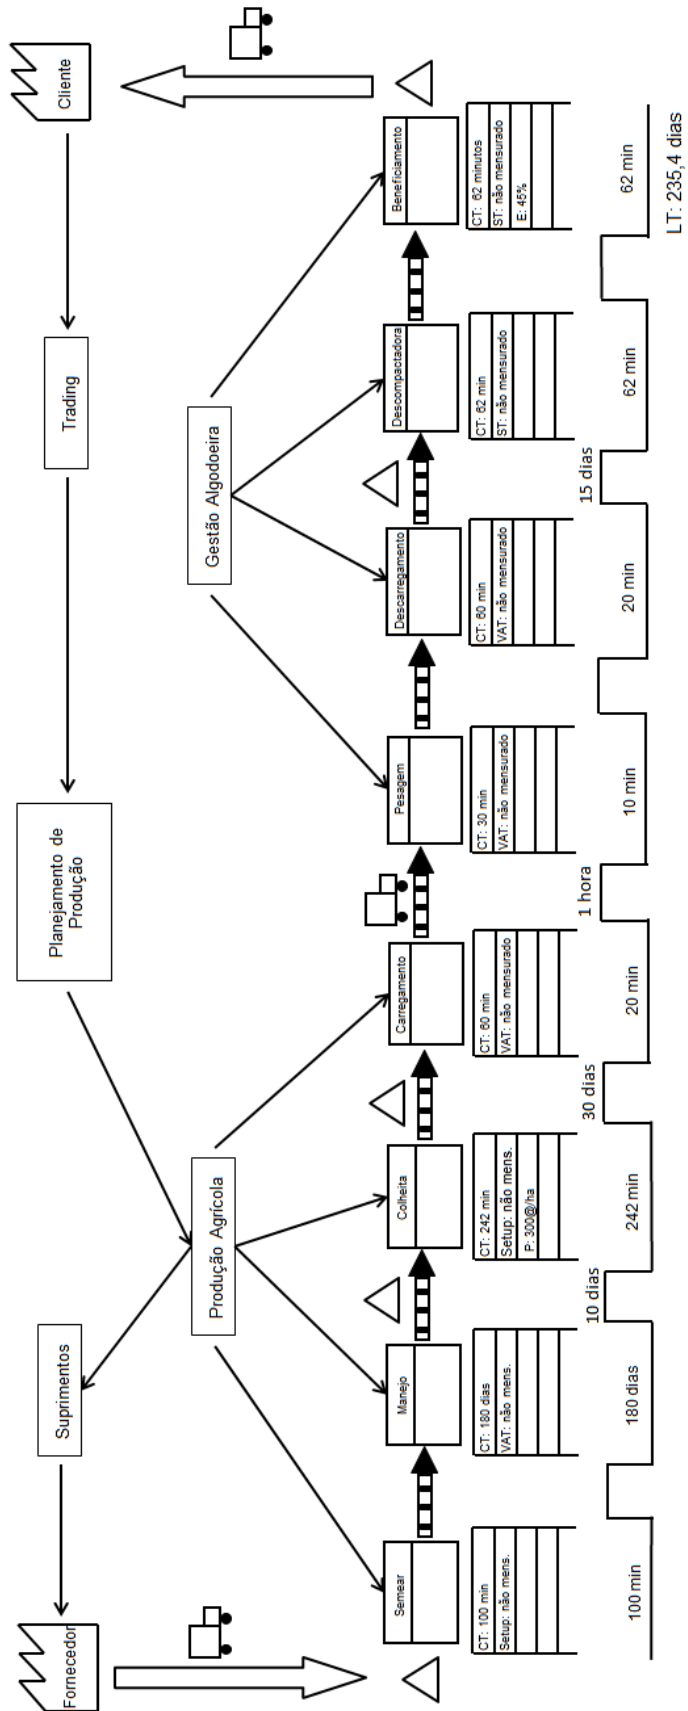 Fornecedor
Suprimentos
Planejamento de
Produção
Trading
Cliente
Produção Agrícola
Gestão Algodoeira
Semear
CT: 100 min
Setup: não mens.
Manejo
CT: 180 dias
VAT: não mens.
Colheita
CT: 242 min
Setup: não mens.
P: 300@/ha
Carregamento
CT: 60 min
VAT: não mensurado
Pesagem
CT: 30 min
VAT: não mensurado
Descarregamento
CT: 60 min
VAT: não mensurado
Descompactadora
CT: 62 min
ST: não mensurado
Beneficiamento
CT: 62 minutos
ST: não mensurado
E: 45%
100 min
180 dias
10 dias
242 min
30 dias
20 min
1 hora
10 min
20 min
15 dias
62 min
62 min
LT: 235,4 dias